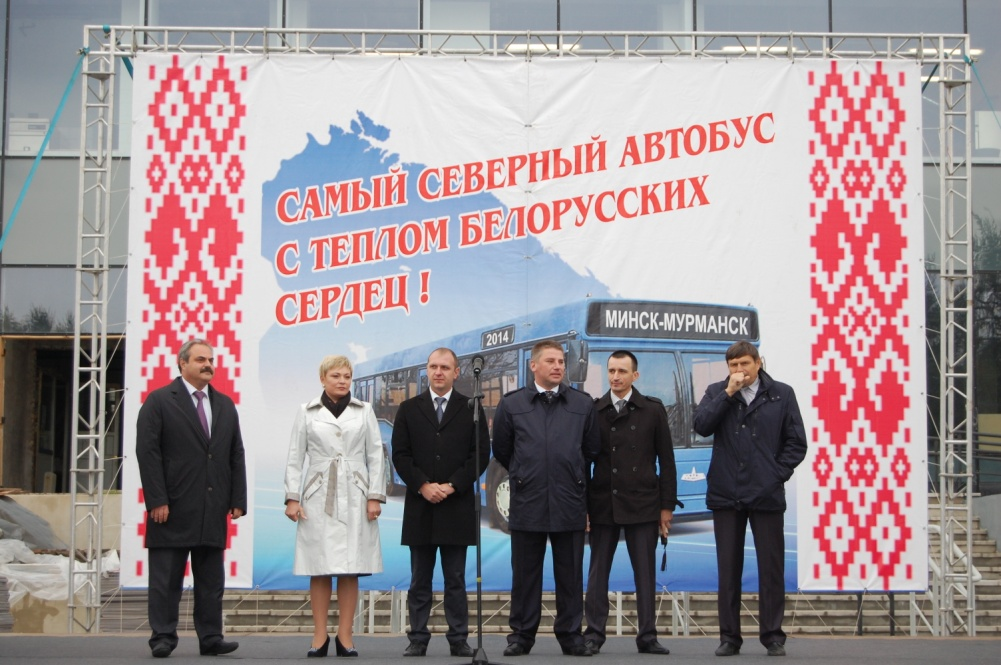 САМЫЙ СЕВЕРНЫЙ АВТОБУС
С ТЕПЛОМ БЕЛОРУССКИХ
СЕРДЕЦ !
2014
МИНСК-МУРМАНСК